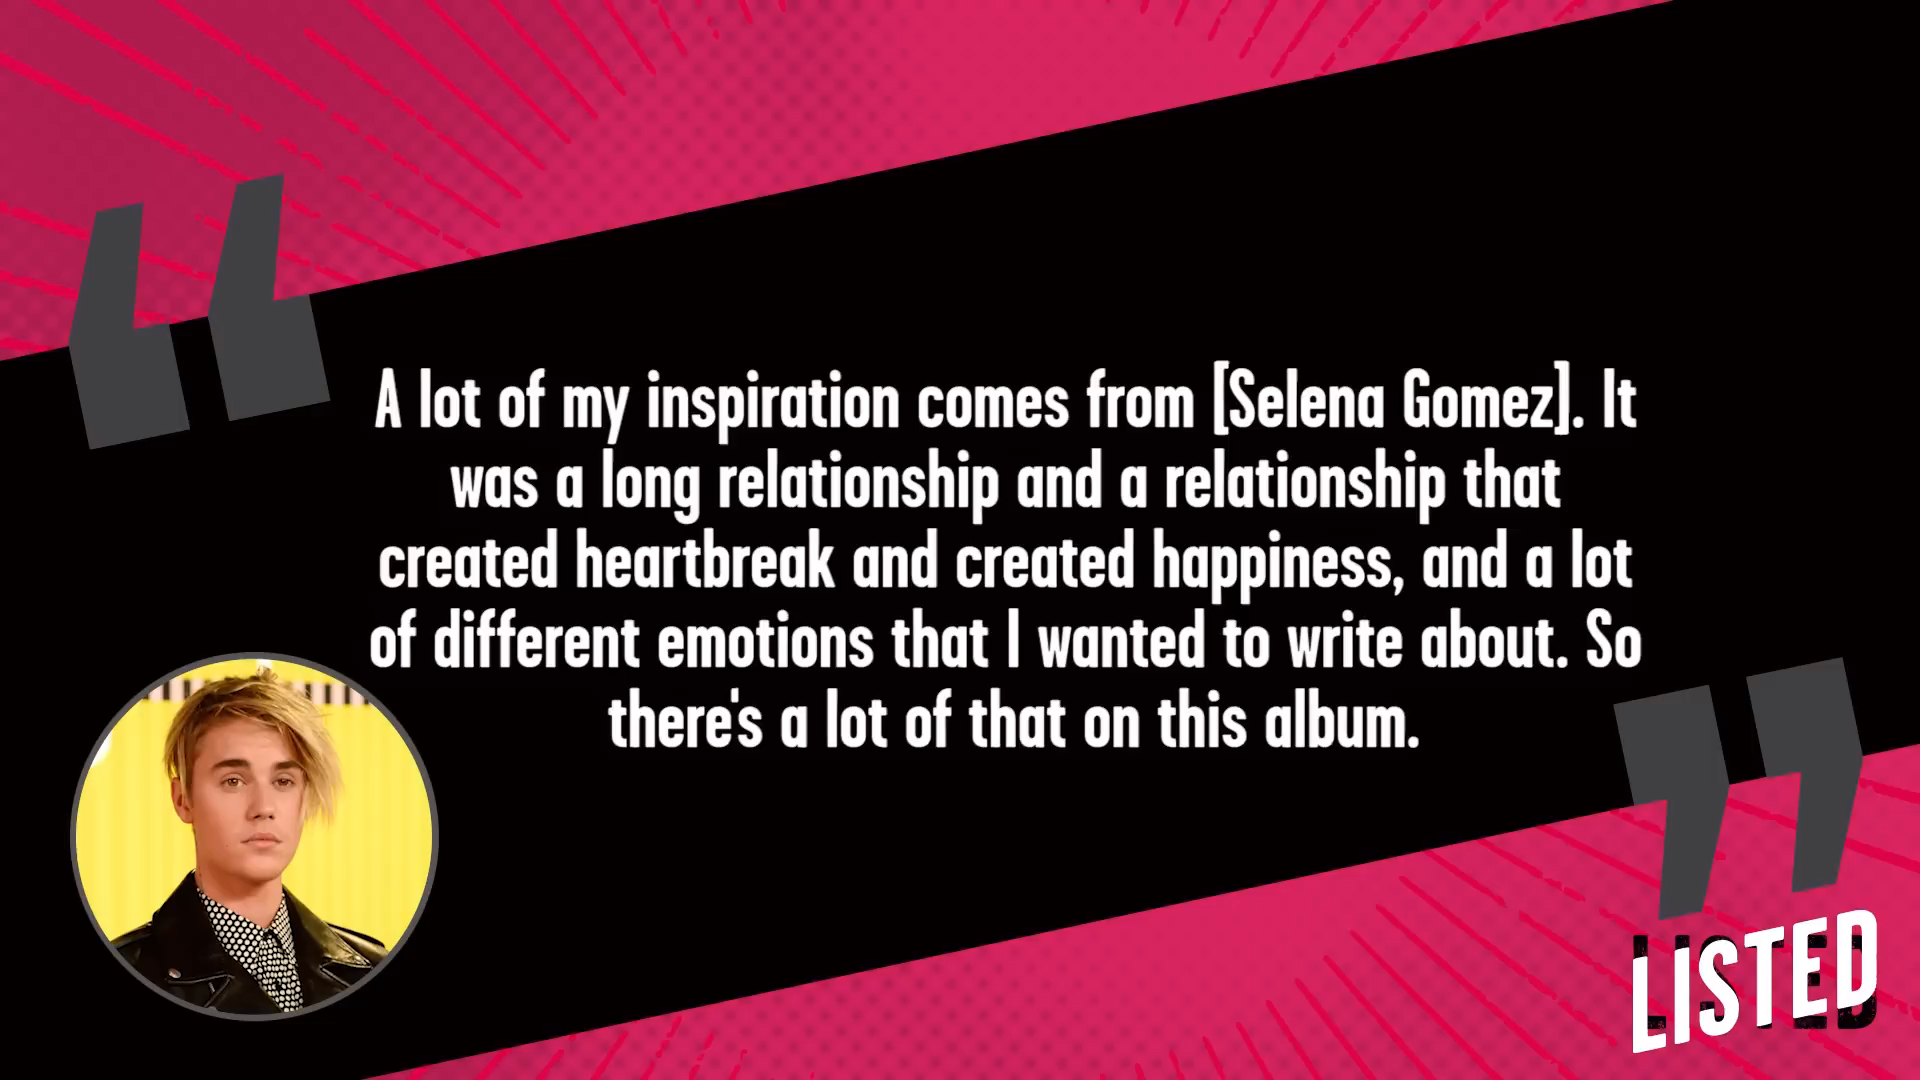 A lot of my inspiration comes from [Selena Gomez]. It
was a long relationship and a relationship that
created heartbreak and created happiness, and a lot
of different emotions that I wanted to write about. So
there's a lot of that on this album.
LISTED